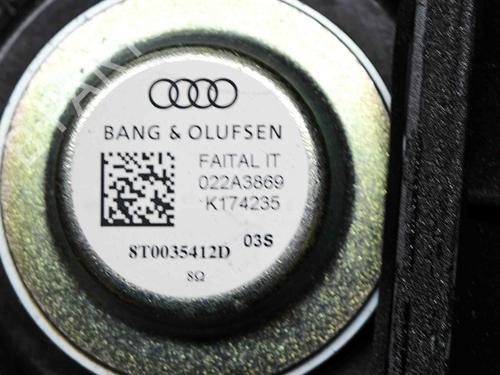 BANG & OLUFSEN
FAITAL IT
022A3869
K174235
03S
8T0035412D
8Ω